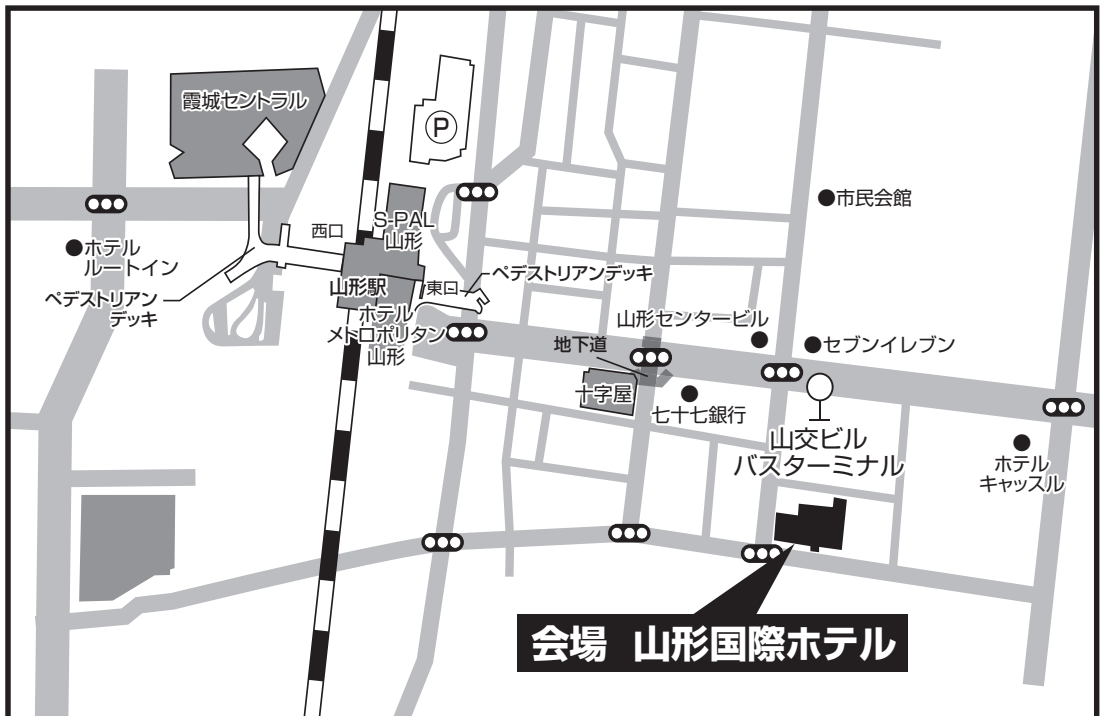 霞城セントラル
P
市民会館
西口
S-PAL
山形
ホテル
ルートイン
ペデストリアンデッキ
東口
山形駅
ペデストリアン
デッキ
ホテル
メトロポリタン
山形
山形センタービル
地下道
セブンイレブン
十字屋
七十七銀行
山交ビル
バスターミナル
ホテル
キャッスル
会場 山形国際ホテル